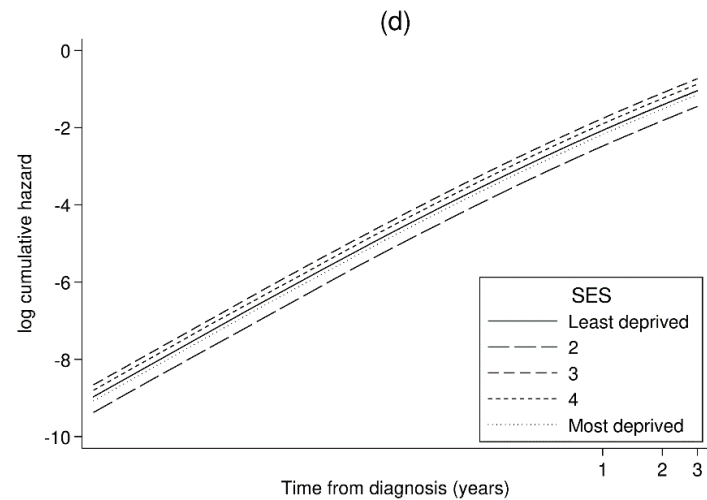 (d)
0
-2
-4
-6
-8
-10
log cumulative hazard
SES
Least deprived
2
3
4
Most deprived
1 2 3
Time from diagnosis (years)